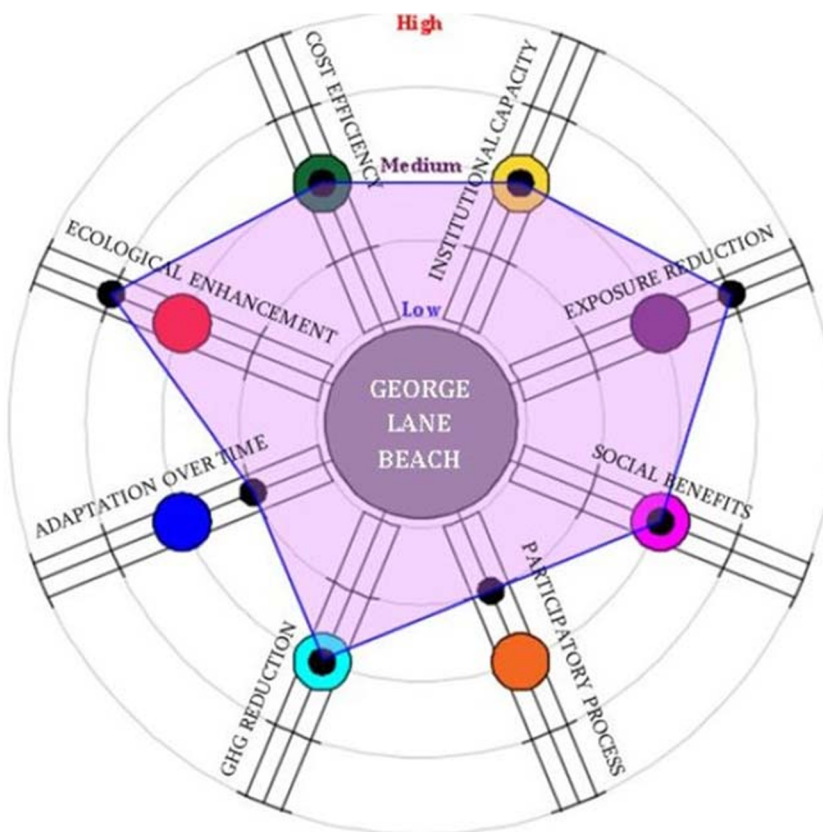 High
COST EFFICIENCY
INSTITUTIONAL CAPACITY
Medium
ECOLOGICAL ENHANCEMENT
EXPOSURE REDUCTION
Low
GEORGE
LANE
BEACH
ADAPTATION OVER TIME
SOCIAL BENEFITS
GHG REDUCTION
PARTICIPATORY PROCESS